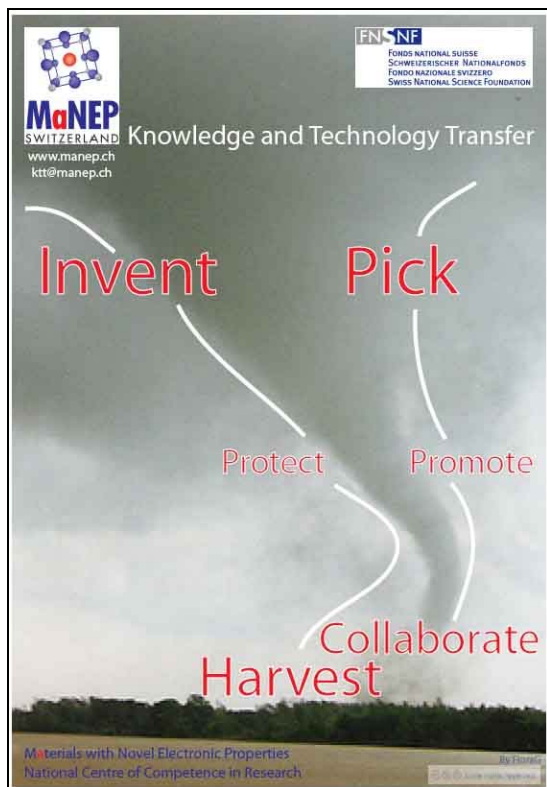 FNSNF
FONDS NATIONAL SUISSE
SCHWEIZERISCHER NATIONALFONDS
FONDO NAZIONALE SVIZZERO
SWISS NATIONAL SCIENCE FOUNDATION
MaNEP
SWITZERLAND
www.manep.ch
ktt@manep.ch
Knowledge and Technology Transfer
Invent
Pick
Protect
Promote
Collaborate
Harvest
Materials with Novel Electronic Properties
National Centre of Competence in Research